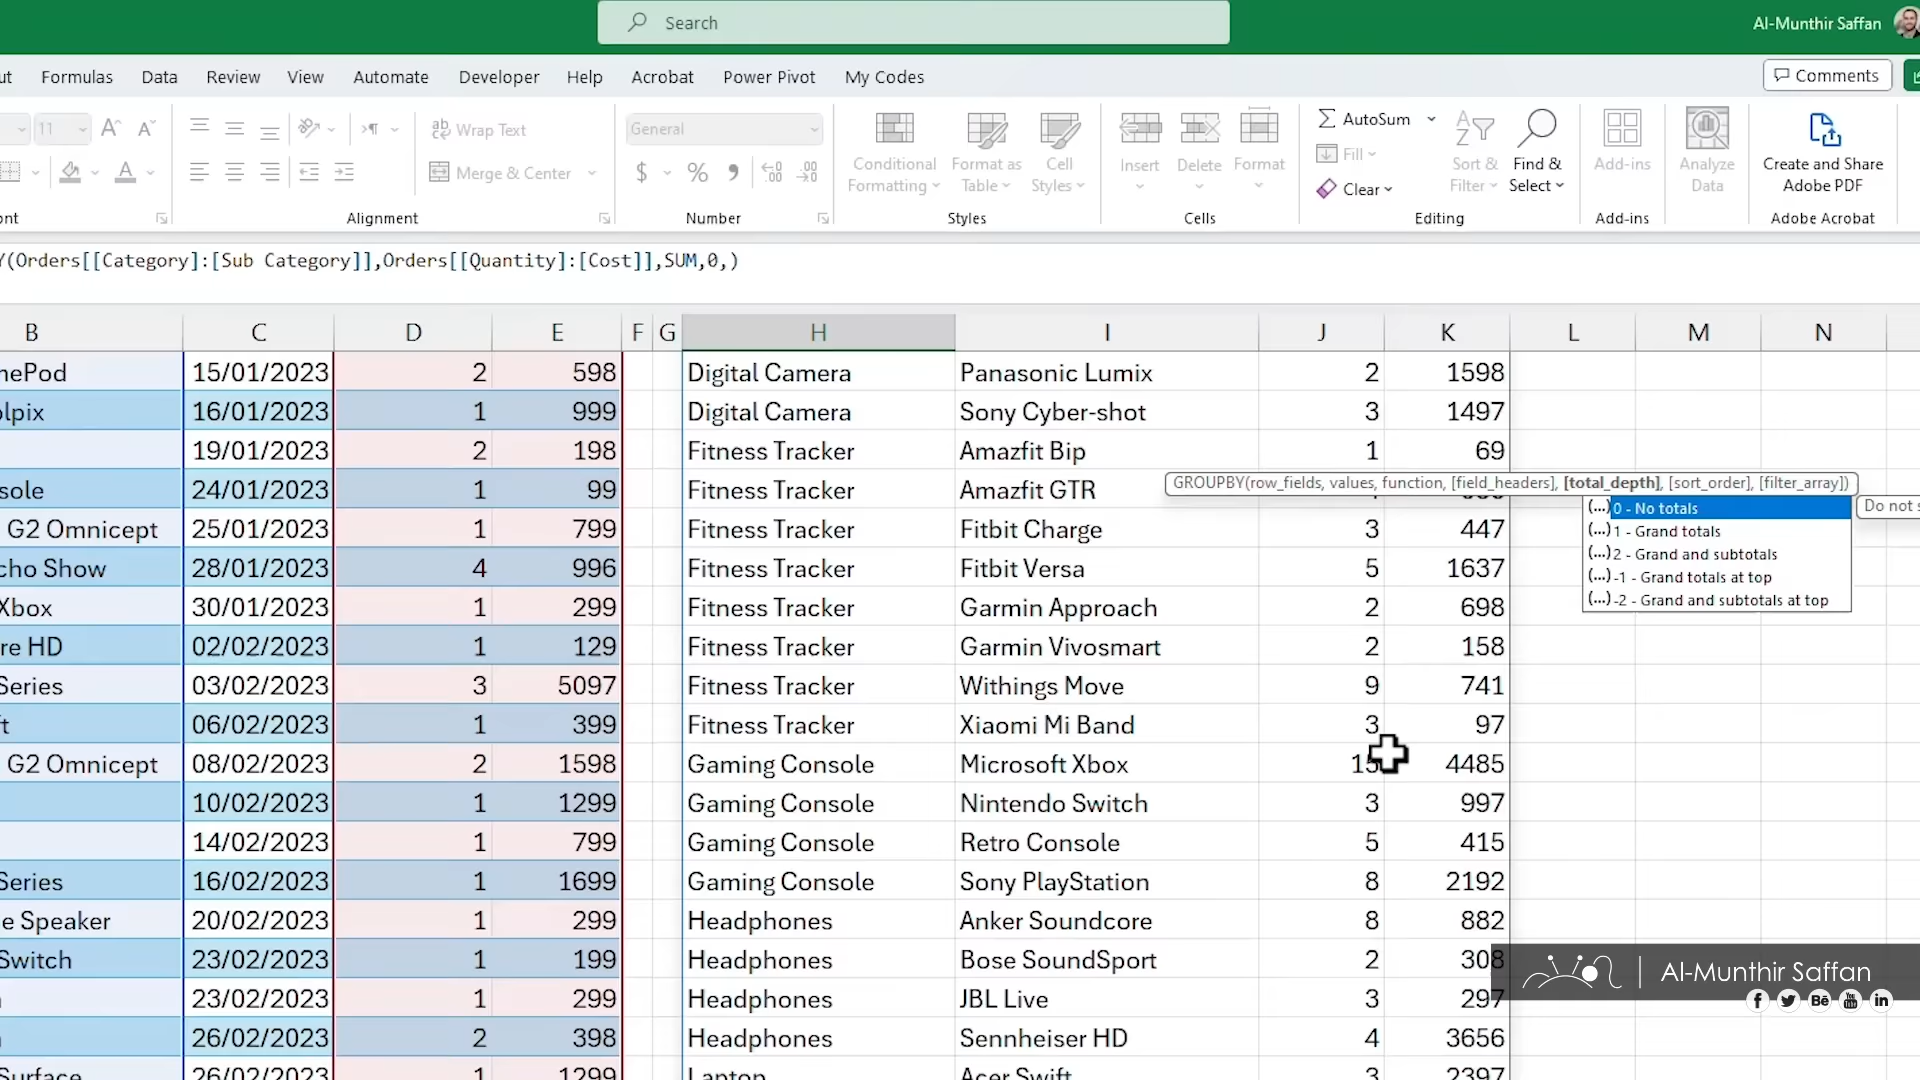 Search
Al-Munthir Saffan
ut Formulas Data Review View Automate Developer Help Acrobat Power Pivot My Codes
Comments
11 Wrap Text General AutoSum
Conditional Formatting Format as Table Cell Styles Insert Delete Format Fill Sort & Filter Find & Select Add-ins Analyze Data Create and Share Adobe PDF
Merge & Center $ % Clear
ont Alignment Number Styles Cells Editing Add-ins Adobe Acrobat
Y(Orders[[Category]:[Sub Category]],Orders[[Quantity]:[Cost]],SUM,0,)
B C D E F G H I J K L M N
nePod 15/01/2023 2 598 Digital Camera Panasonic Lumix 2 1598
olpix 16/01/2023 1 999 Digital Camera Sony Cyber-shot 3 1497
19/01/2023 2 198 Fitness Tracker Amazfit Bip 1 69
GROUPBY(row_fields, values, function, [field_headers], [total_depth], [sort_order], [filter_array])
sole 24/01/2023 1 99 Fitness Tracker Amazfit GTR
(...) 0 - No totals
Do not s
(...) 1 - Grand totals
(...) 2 - Grand and subtotals
(...) -1 - Grand totals at top
(...) -2 - Grand and subtotals at top
G2 Omnicept 25/01/2023 1 799 Fitness Tracker Fitbit Charge 3 447
cho Show 28/01/2023 4 996 Fitness Tracker Fitbit Versa 5 1637
Xbox 30/01/2023 1 299 Fitness Tracker Garmin Approach 2 698
re HD 02/02/2023 1 129 Fitness Tracker Garmin Vivosmart 2 158
Series 03/02/2023 3 5097 Fitness Tracker Withings Move 9 741
t 06/02/2023 1 399 Fitness Tracker Xiaomi Mi Band 3 97
G2 Omnicept 08/02/2023 2 1598 Gaming Console Microsoft Xbox 15 4485
10/02/2023 1 1299 Gaming Console Nintendo Switch 3 997
14/02/2023 1 799 Gaming Console Retro Console 5 415
Series 16/02/2023 1 1699 Gaming Console Sony PlayStation 8 2192
e Speaker 20/02/2023 1 299 Headphones Anker Soundcore 8 882
Switch 23/02/2023 1 199 Headphones Bose SoundSport 2 308
23/02/2023 1 299 Headphones JBL Live 3 297
26/02/2023 2 398 Headphones Sennheiser HD 4 3656
Surface 26/02/2023 1 1299 Laptop Acer Swift 3 2397
Al-Munthir Saffan